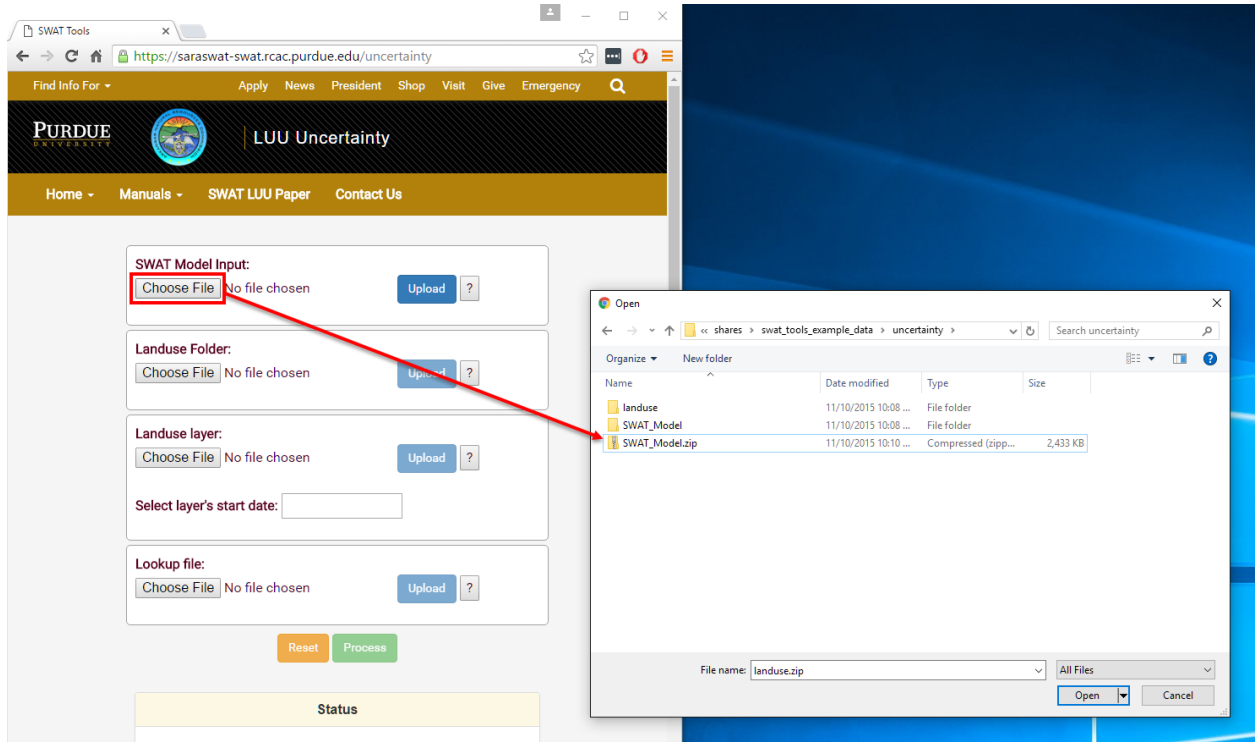 SWAT Tools
https://saraswat-swat.rcac.purdue.edu/uncertainty
Find Info For Apply News President Shop Visit Give Emergency
PURDUE
UNIVERSITY
LUU Uncertainty
Home Manuals SWAT LUU Paper Contact Us
SWAT Model Input:
Choose File No file chosen Upload ?
Landuse Folder:
Choose File No file chosen Upload ?
Landuse layer:
Choose File No file chosen Upload ?
Select layer's start date:
Lookup file:
Choose File No file chosen Upload ?
Reset Process
Status
Open
« shares > swat_tools_example_data > uncertainty > Search uncertainty
Organize New folder ?
Name Date modified Type Size
landuse 11/10/2015 10:08 ... File folder
SWAT_Model 11/10/2015 10:08 ... File folder
SWAT_Model.zip 11/10/2015 10:10 ... Compressed (zipp... 2,433 KB
File name: landuse.zip All Files
Open Cancel